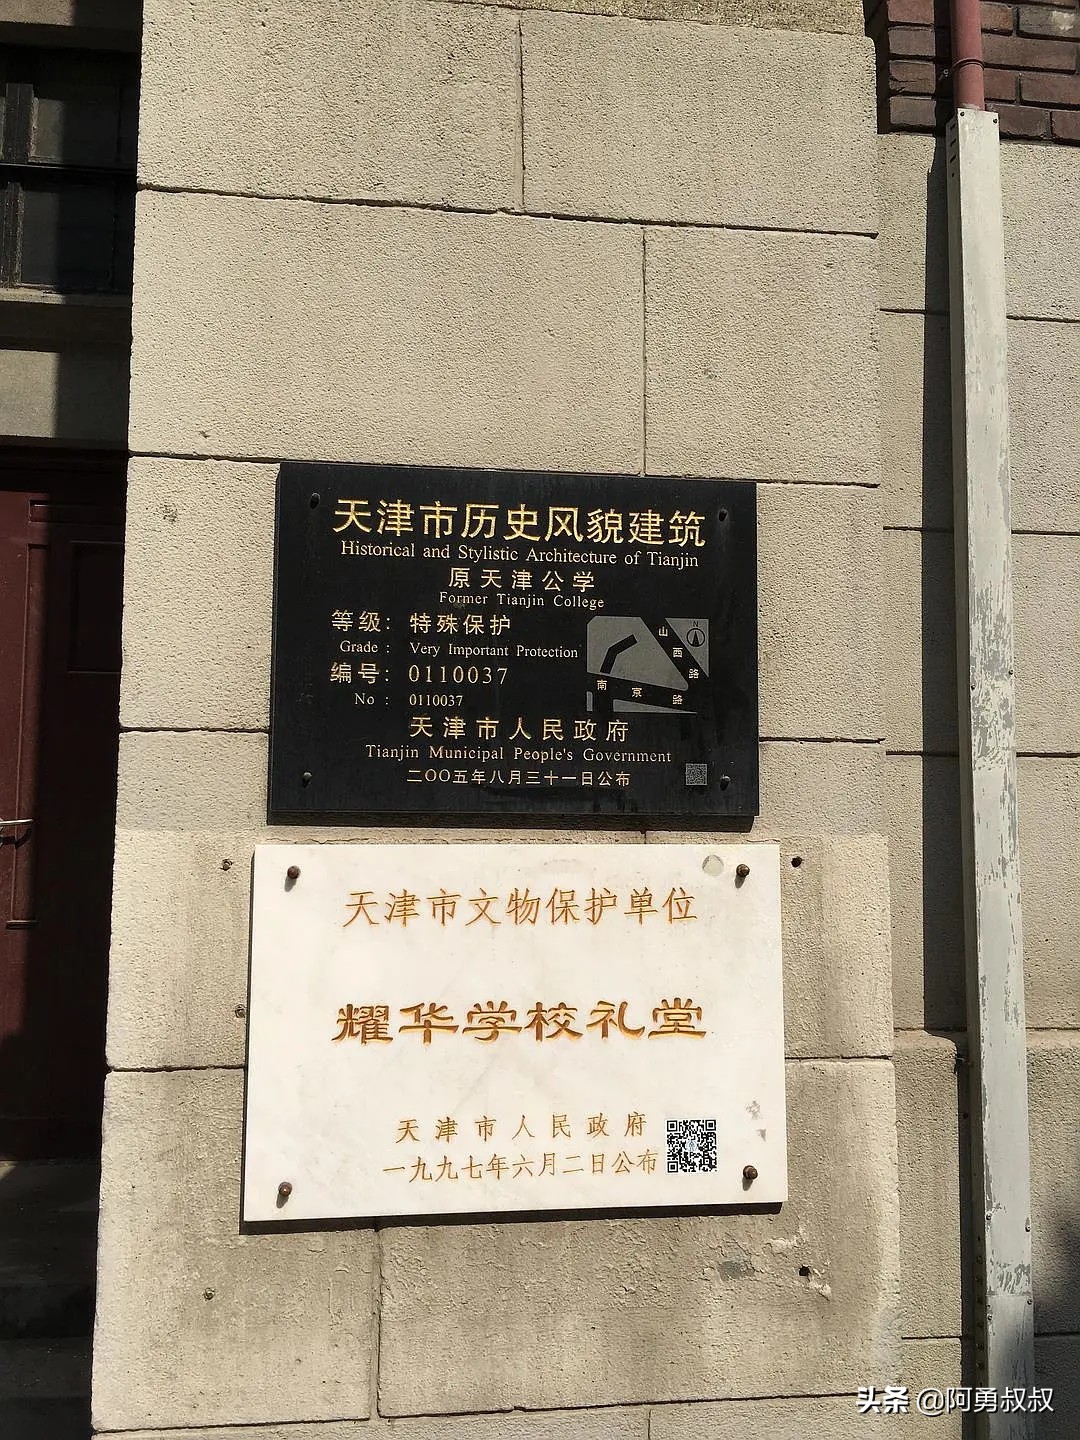 天津市历史风貌建筑
Historical and Stylistic Architecture of Tianjin
原天津公学
Former Tianjin College
等级：特殊保护
Grade : Very Important Protection
编号：0110037
No : 0110037
N
山西路
南京路
天津市人民政府
Tianjin Municipal People's Government
二〇〇五年八月三十一日公布
天津市文物保护单位
耀华学校礼堂
天津市人民政府
一九九七年六月二日公布
头条 @阿勇叔叔